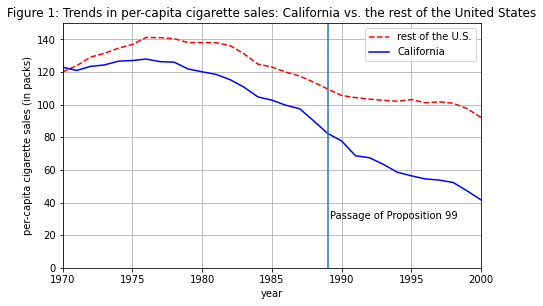 Figure 1: Trends in per-capita cigarette sales: California vs. the rest of the United States
per-capita cigarette sales (in packs)
140
120
100
80
60
40
20
0
rest of the U.S.
California
Passage of Proposition 99
1970
1975
1980
1985
1990
1995
2000
year